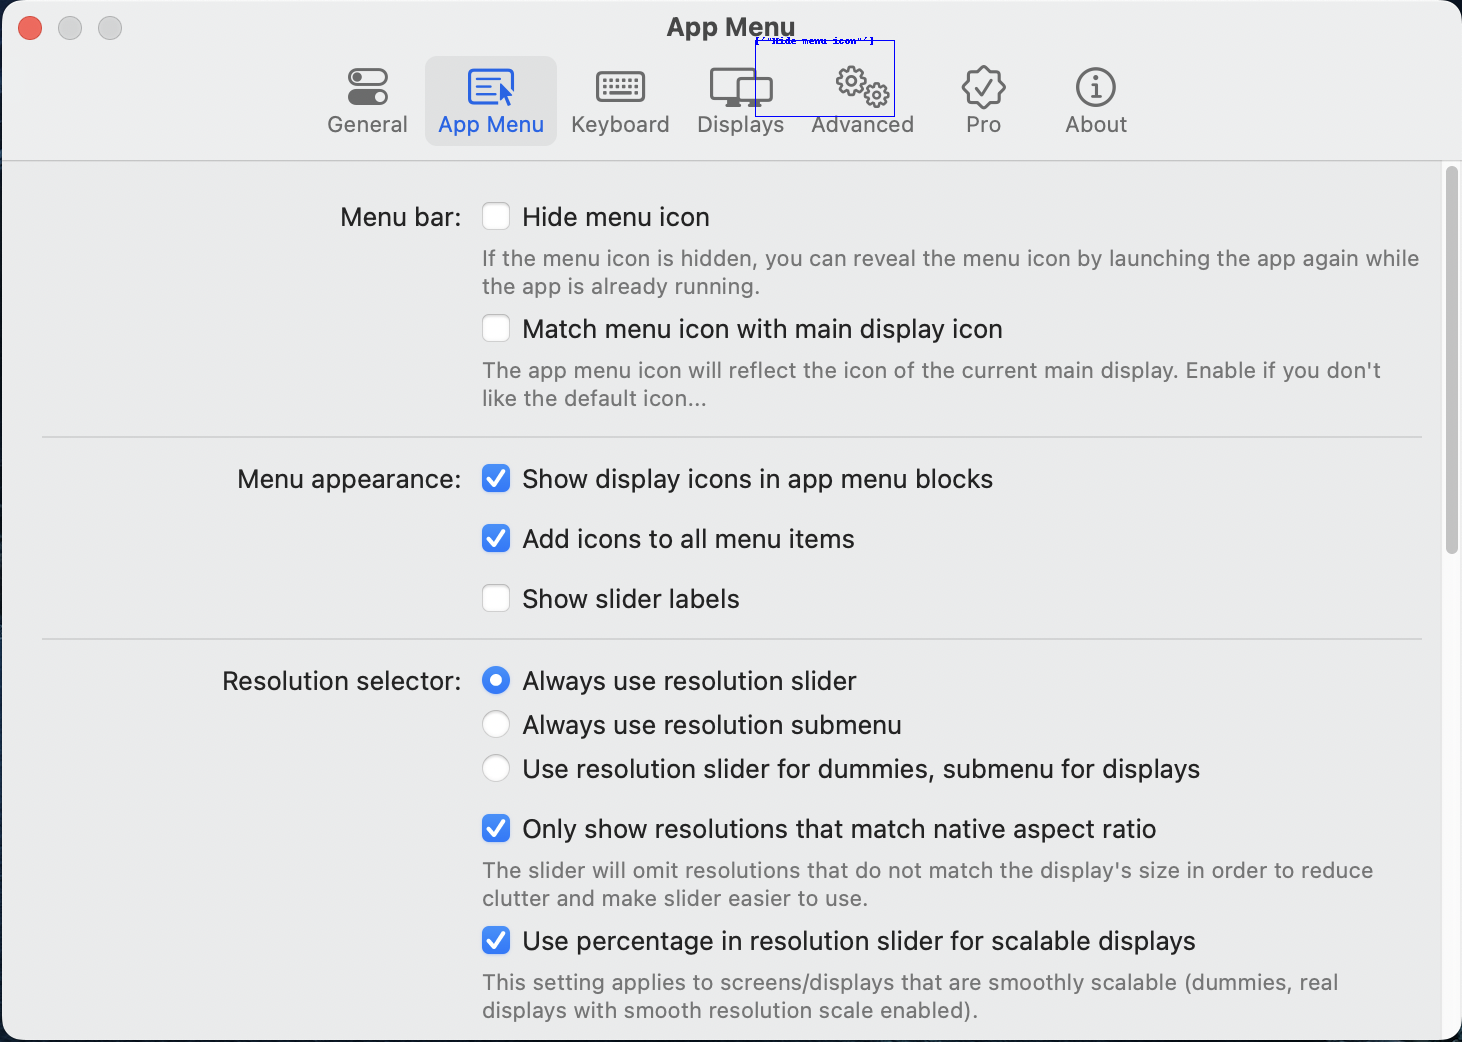 App Menu
["Hide menu icon"]
General
App Menu
Keyboard
Displays
Advanced
Pro
About
Menu bar:
Hide menu icon
If the menu icon is hidden, you can reveal the menu icon by launching the app again while
the app is already running.
Match menu icon with main display icon
The app menu icon will reflect the icon of the current main display. Enable if you don't
like the default icon...
Menu appearance:
Show display icons in app menu blocks
Add icons to all menu items
Show slider labels
Resolution selector:
Always use resolution slider
Always use resolution submenu
Use resolution slider for dummies, submenu for displays
Only show resolutions that match native aspect ratio
The slider will omit resolutions that do not match the display's size in order to reduce
clutter and make slider easier to use.
Use percentage in resolution slider for scalable displays
This setting applies to screens/displays that are smoothly scalable (dummies, real
displays with smooth resolution scale enabled).